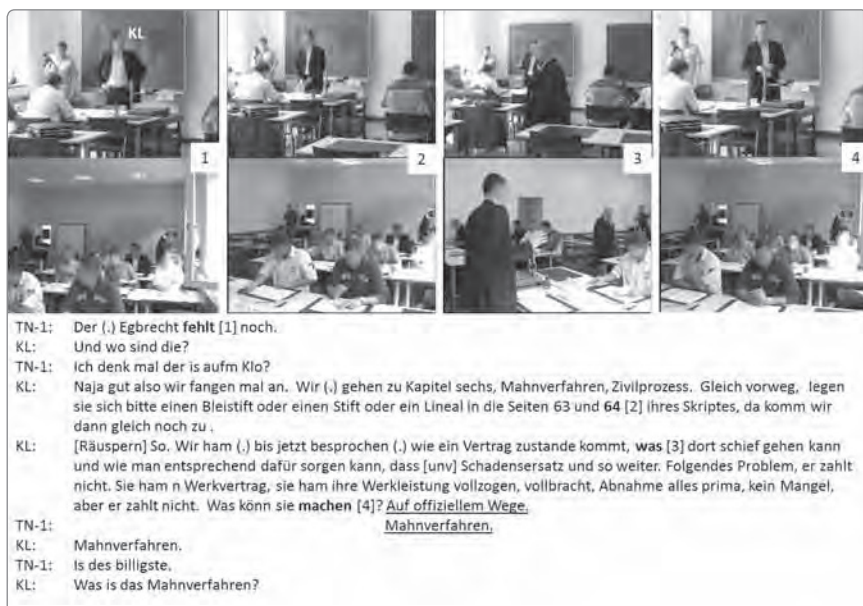 KL
1
2
3
4
TN-1: Der (.) Egbrecht fehlt [1] noch.
KL: Und wo sind die?
TN-1: Ich denk mal der is aufm Klo?
KL: Naja gut also wir fangen mal an. Wir (.) gehen zu Kapitel sechs, Mahnverfahren, Zivilprozess. Gleich vorweg, legen
sie sich bitte einen Bleistift oder einen Stift oder ein Lineal in die Seiten 63 und 64 [2] ihres Skriptes, da komm wir
dann gleich noch zu .
KL: [Räuspern] So. Wir ham (.) bis jetzt besprochen (.) wie ein Vertrag zustande kommt, was [3] dort schief gehen kann
und wie man entsprechend dafür sorgen kann, dass [unv] Schadensersatz und so weiter. Folgendes Problem, er zahlt
nicht. Sie ham n Werkvertrag, sie ham ihre Werkleistung vollzogen, vollbracht, Abnahme alles prima, kein Mangel,
aber er zahlt nicht. Was könn sie machen [4]? Auf offiziellem Wege.
TN-1: Mahnverfahren.
KL: Mahnverfahren.
TN-1: Is des billigste.
KL: Was is das Mahnverfahren?